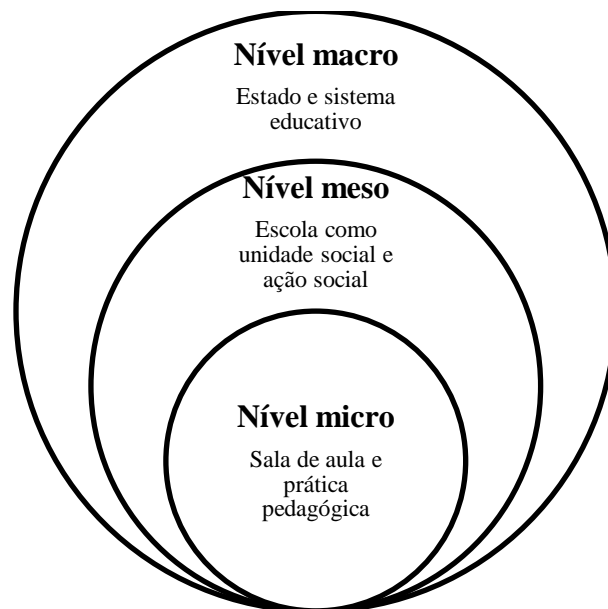 Nível macro
Estado e sistema
educativo
Nível meso
Escola como
unidade social e
ação social
Nível micro
Sala de aula e
prática
pedagógica